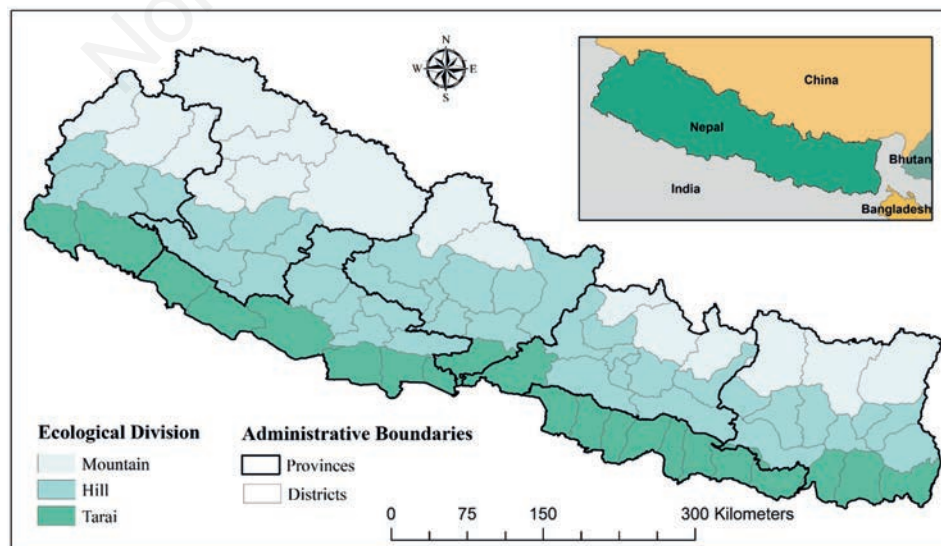 Nor
N
W E
S
China
Nepal
Bhutan
India
Bangladesh
Ecological Division
Mountain
Hill
Tarai
Administrative Boundaries
Provinces
Districts
0 75 150 300 Kilometers